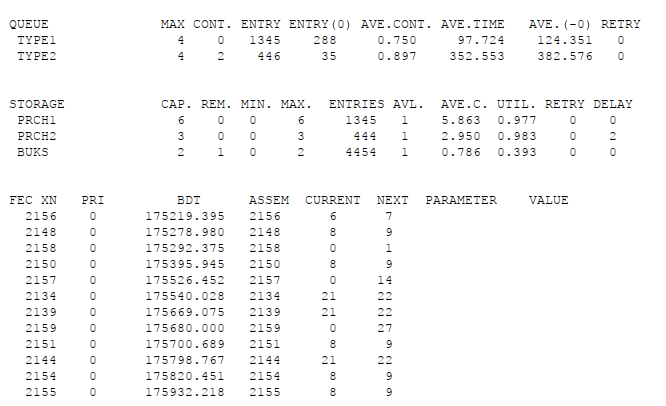 QUEUE MAX CONT. ENTRY ENTRY(0) AVE.CONT. AVE.TIME AVE.(-0) RETRY
TYPE1 4 0 1345 288 0.750 97.724 124.351 0
TYPE2 4 2 446 35 0.897 352.553 382.576 0
STORAGE CAP. REM. MIN. MAX. ENTRIES AVL. AVE.C. UTIL. RETRY DELAY
PRCH1 6 0 0 6 1345 1 5.863 0.977 0 0
PRCH2 3 0 0 3 444 1 2.950 0.983 0 2
BUKS 2 1 0 2 4454 1 0.786 0.393 0 0
FEC XN PRI BDT ASSEM CURRENT NEXT PARAMETER VALUE
2156 0 175219.395 2156 6 7
2148 0 175278.980 2148 8 9
2158 0 175292.375 2158 0 1
2150 0 175395.945 2150 8 9
2157 0 175526.452 2157 0 14
2134 0 175540.028 2134 21 22
2139 0 175669.075 2139 21 22
2159 0 175680.000 2159 0 27
2151 0 175700.689 2151 8 9
2144 0 175798.767 2144 21 22
2154 0 175820.451 2154 8 9
2155 0 175932.218 2155 8 9